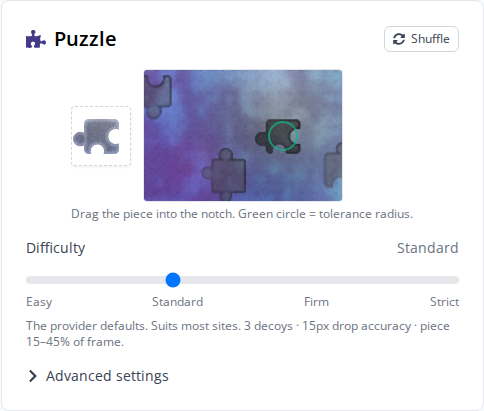 Puzzle
Shuffle
Drag the piece into the notch. Green circle = tolerance radius.
Difficulty
Standard
Easy
Standard
Firm
Strict
The provider defaults. Suits most sites. 3 decoys · 15px drop accuracy · piece
15–45% of frame.
Advanced settings